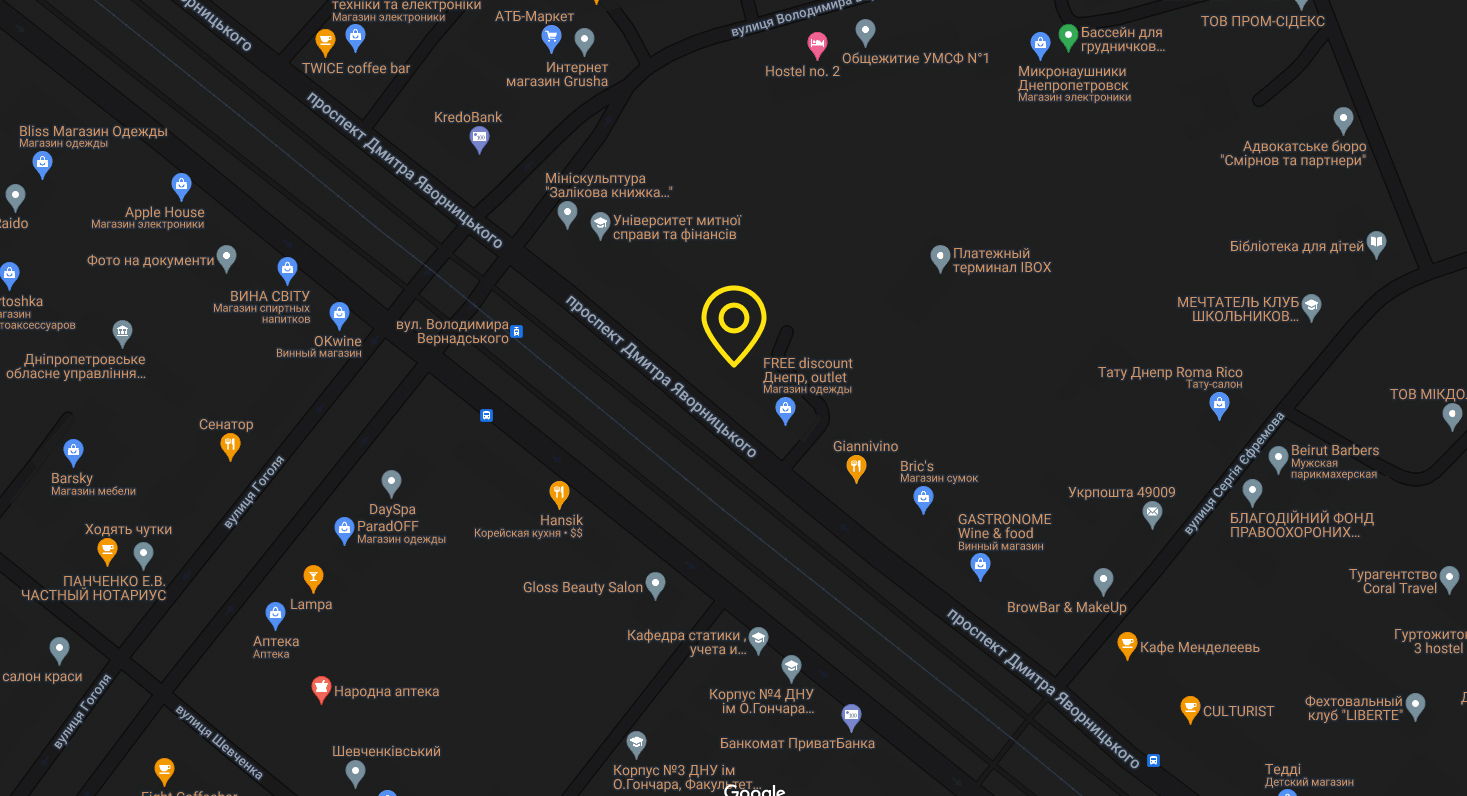 техніки та електроніки
Магазин электроники
АТБ-Маркет
вулиця Володимира
ТОВ ПРОМ-СІДЕКС
TWICE coffee bar
Интернет
магазин Grusha
Hostel no. 2
Общежитие УМСФ N°1
Бассейн для
грудничков...
Микронаушники
Днепропетровск
Магазин электроники
проспект Дмитра Яворницького
KredoBank
Bliss Магазин Одежды
Магазин одежды
Адвокатське бюро
"Смірнов та партнери"
Мініскульптура
"Залікова книжка..."
Apple House
Магазин электроники
Університет митної
справи та фінансів
Raido
Фото на документи
Платежный
терминал IBOX
Бібліотека для дітей
ВИНА СВІТУ
Магазин спиртных
напитков
МЕЧТАТЕЛЬ КЛУБ
ШКОЛЬНИКОВ...
проспект Дмитра Яворницького
вул. Володимира
Вернадського
OKwine
Винный магазин
Дніпропетровське
обласне управління...
FREE discount
Днепр, outlet
Магазин одежды
Тату Днепр Roma Rico
Тату-салон
ТОВ МІКДО
Сенатор
Giannivino
Bric's
Магазин сумок
вулиця Сергія Єфремова
Beirut Barbers
Мужская
парикмахерская
Barsky
Магазин мебели
вулиця Гоголя
DaySpa
ParadOFF
Магазин одежды
Hansik
Корейская кухня • $$
Укрпошта 49009
GASTRONOME
Wine & food
Винный магазин
БЛАГОДІЙНИЙ ФОНД
ПРАВООХОРОНИХ...
Ходять чутки
ПАНЧЕНКО Е.В.
ЧАСТНЫЙ НОТАРИУС
Lampa
Gloss Beauty Salon
Турагентство
Coral Travel
BrowBar & MakeUp
Аптека
Аптека
Кафедра статики ,
учета и...
проспект Дмитра Яворницького
Кафе Менделеевь
Гуртожиток
3 hostel
салон краси
вулиця Гоголя
Народна аптека
Корпус №4 ДНУ
ім О.Гончара...
CULTURIST
Фехтовальный
клуб "LIBERTE"
вулиця Шевченка
Шевченківський
Банкомат ПриватБанка
Корпус №3 ДНУ ім
О.Гончара, Факультет...
Тедді
Детский магазин
Google